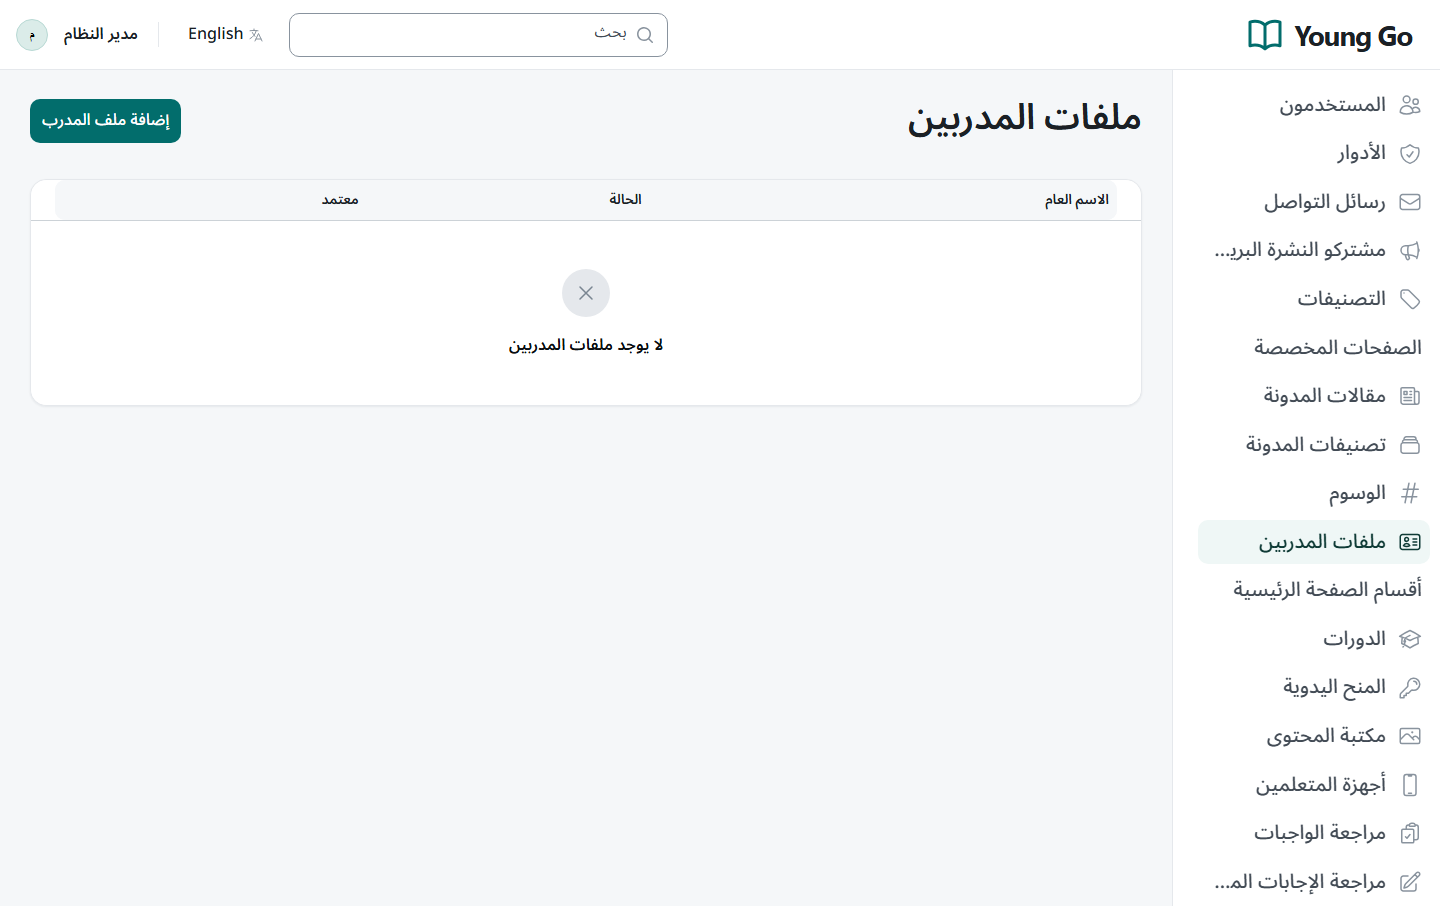 Young Go
بحث
English
مدير النظام
م
المستخدمون
الأدوار
رسائل التواصل
مشتركو النشرة البريـ...
التصنيفات
الصفحات المخصصة
مقالات المدونة
تصنيفات المدونة
الوسوم
ملفات المدربين
أقسام الصفحة الرئيسية
الدورات
المنح اليدوية
مكتبة المحتوى
أجهزة المتعلمين
مراجعة الواجبات
مراجعة الإجابات المـ...
ملفات المدربين
إضافة ملف المدرب
الاسم العام
الحالة
معتمد
لا يوجد ملفات المدربين